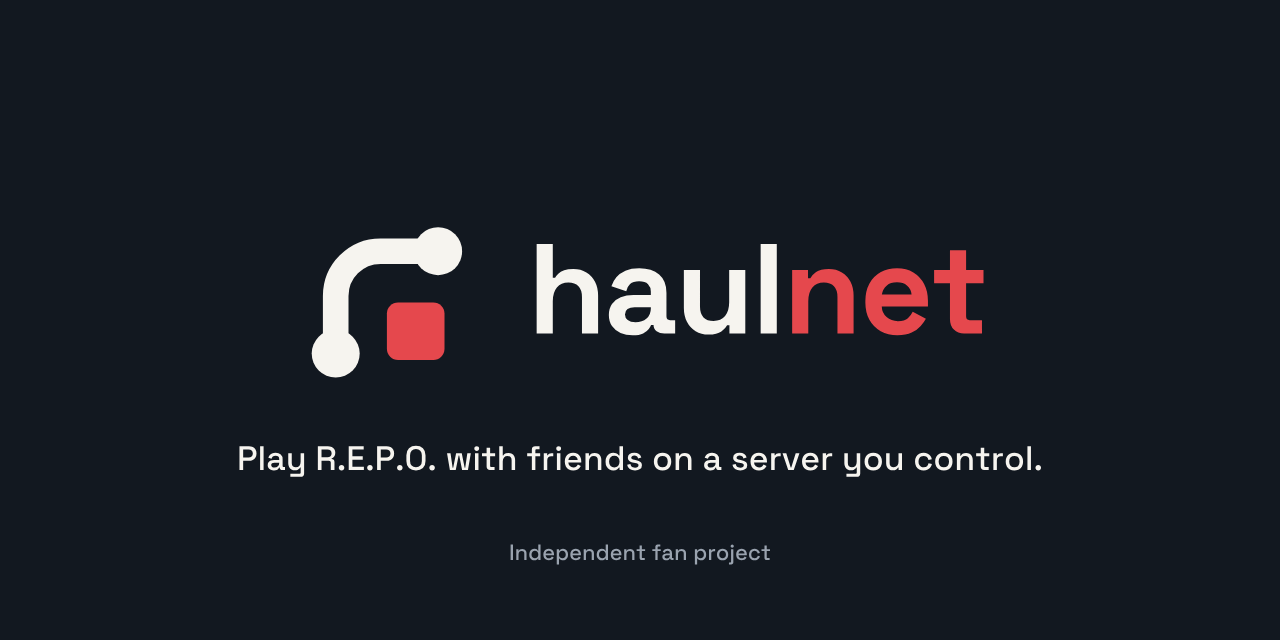 haulnet
Play R.E.P.O. with friends on a server you control.
Independent fan project